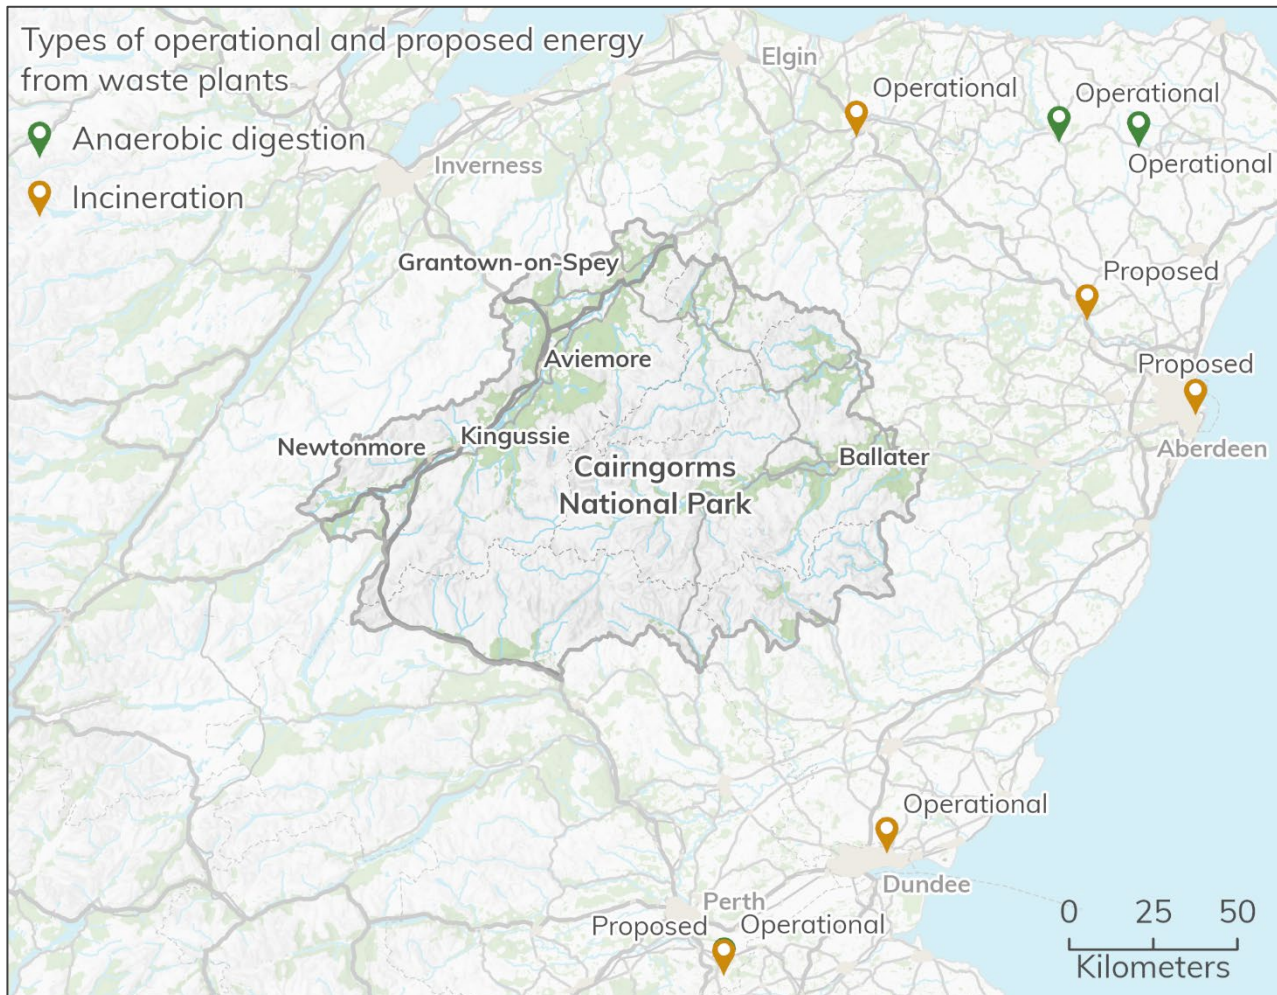 Types of operational and proposed energy
from waste plants
Anaerobic digestion
Incineration
Elgin
Operational
Operational
Operational
Inverness
Grantown-on-Spey
Proposed
Aviemore
Proposed
Newtonmore
Kingussie
Cairngorms
National Park
Ballater
Aberdeen
Operational
Dundee
Perth
Proposed
Operational
0 25 50
Kilometers